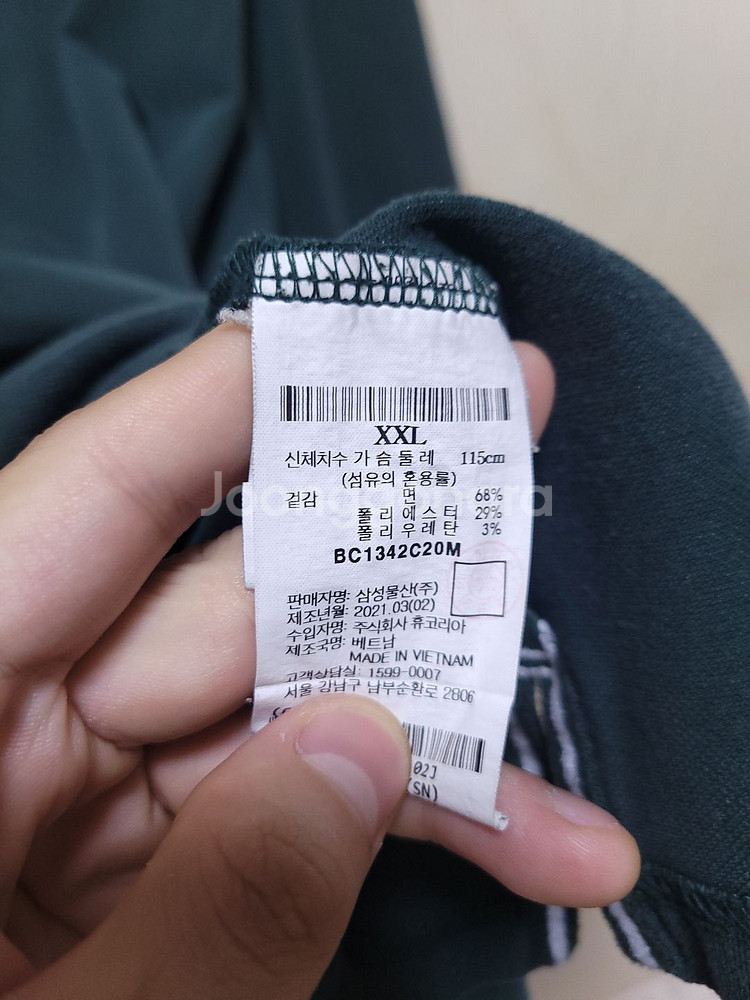 XXL
신체치수 가 슴 둘 레 115cm
(섬유의 혼용률)
겉감 면 68%
폴 리 에 스 터 29%
폴 리 우 레 탄 3%
BC1342C20M
판매자명: 삼성물산(주)
제조년월: 2021.03(02)
수입자명: 주식회사 휴코리아
제조국명: 베트남
MADE IN VIETNAM
고객상담실: 1599-0007
서울 강남구 남부순환로 2806
02J
(SN)